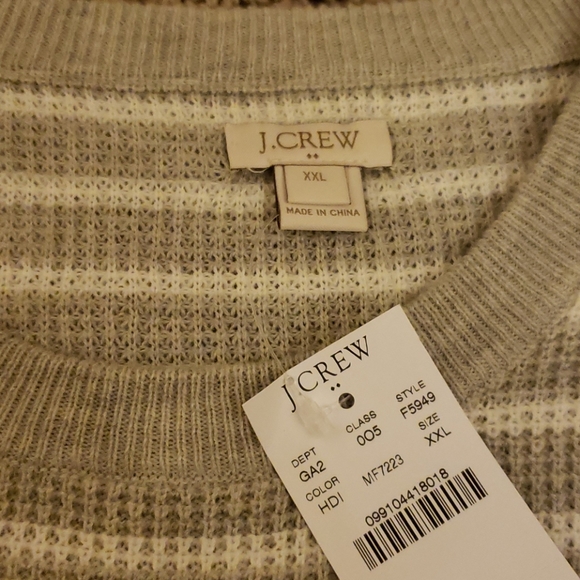 J.CREW
XXL
MADE IN CHINA
J.CREW
DEPT CLASS STYLE
GA2 005 F5949
COLOR SIZE
HDI MF7223 XXL
099104418018